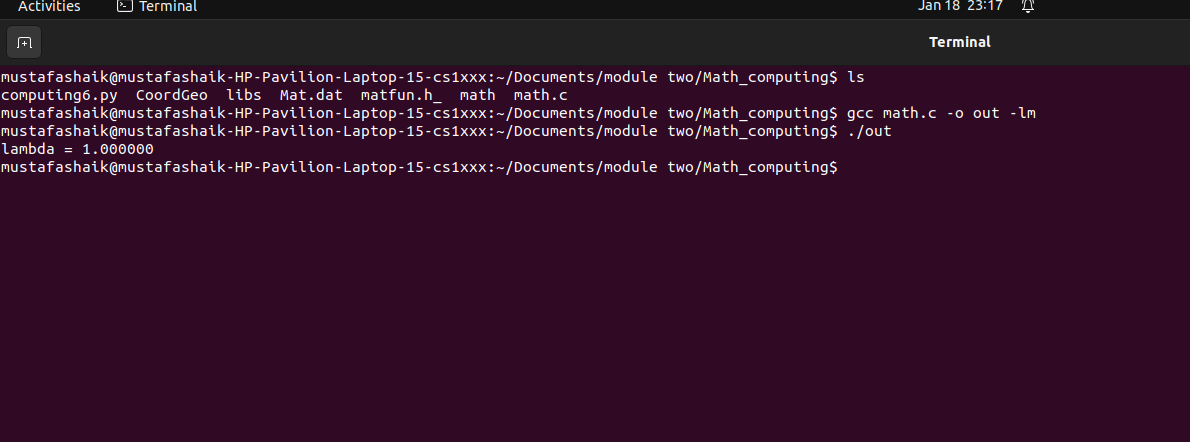 Activities Terminal Jan 18 23:17
Terminal
mustafashaik@mustafashaik-HP-Pavilion-Laptop-15-cs1xxx:~/Documents/module two/Math_computing$ ls
computing6.py CoordGeo libs Mat.dat matfun.h_ math math.c
mustafashaik@mustafashaik-HP-Pavilion-Laptop-15-cs1xxx:~/Documents/module two/Math_computing$ gcc math.c -o out -lm
mustafashaik@mustafashaik-HP-Pavilion-Laptop-15-cs1xxx:~/Documents/module two/Math_computing$ ./out
lambda = 1.000000
mustafashaik@mustafashaik-HP-Pavilion-Laptop-15-cs1xxx:~/Documents/module two/Math_computing$